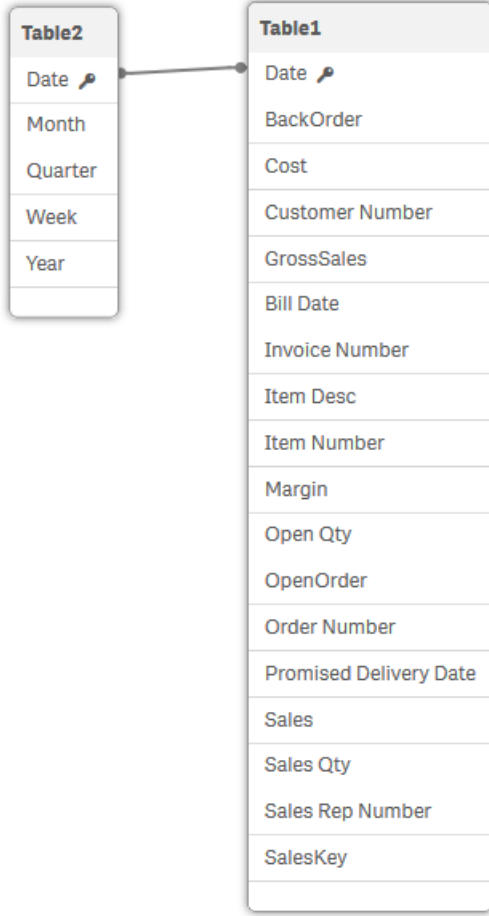 Table2
Date
Month
Quarter
Week
Year
Table1
Date
BackOrder
Cost
Customer Number
GrossSales
Bill Date
Invoice Number
Item Desc
Item Number
Margin
Open Qty
OpenOrder
Order Number
Promised Delivery Date
Sales
Sales Qty
Sales Rep Number
SalesKey